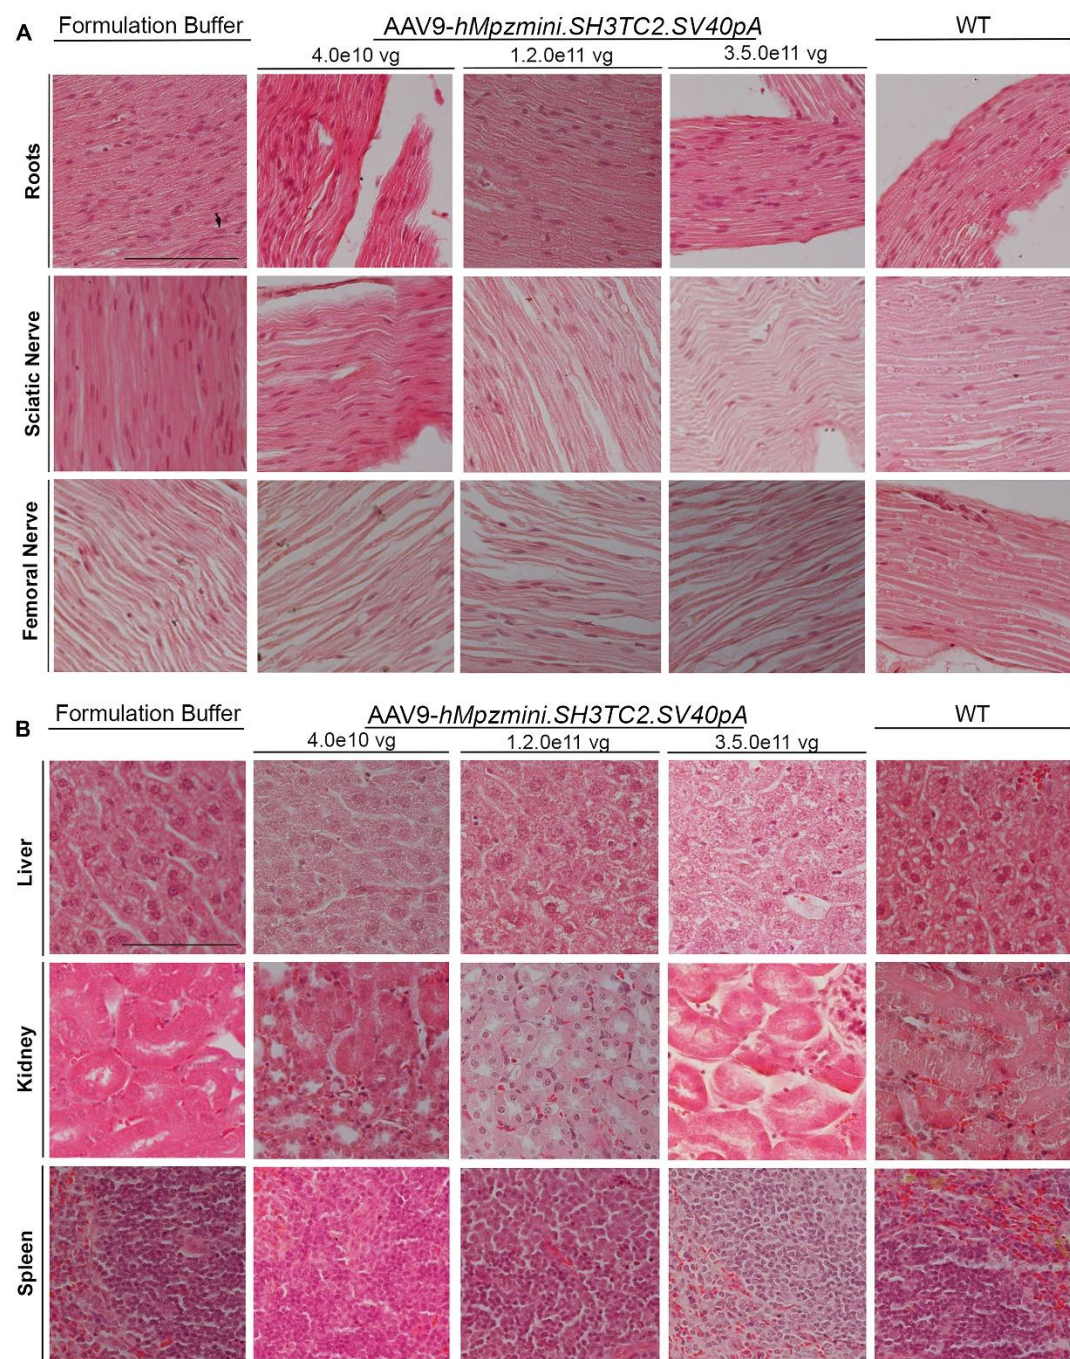 A
Formulation Buffer
AAV9-hMpzmini.SH3TC2.SV40pA
WT
4.0e10 vg
1.2.0e11 vg
3.5.0e11 vg
Roots
Sciatic Nerve
Femoral Nerve
B
Formulation Buffer
AAV9-hMpzmini.SH3TC2.SV40pA
WT
4.0e10 vg
1.2.0e11 vg
3.5.0e11 vg
Liver
Kidney
Spleen